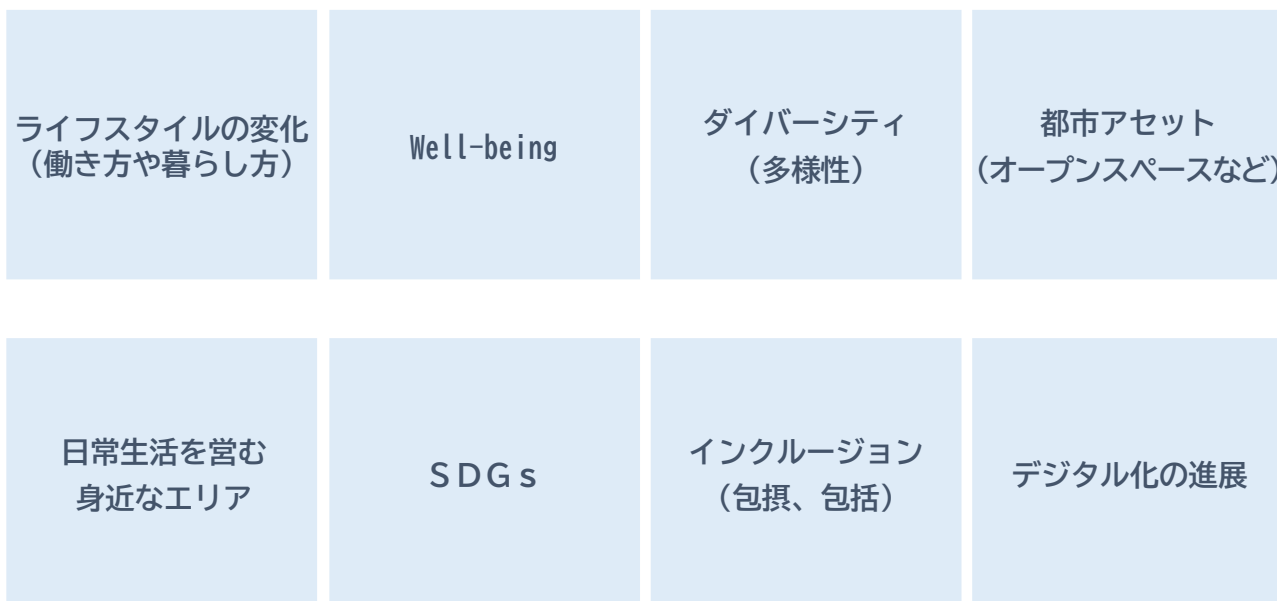 ライフスタイルの変化
（働き方や暮らし方）
Well-being
ダイバーシティ
（多様性）
都市アセット
（オープンスペースなど）
日常生活を営む
身近なエリア
ＳＤＧｓ
インクルージョン
（包摂、包括）
デジタル化の進展